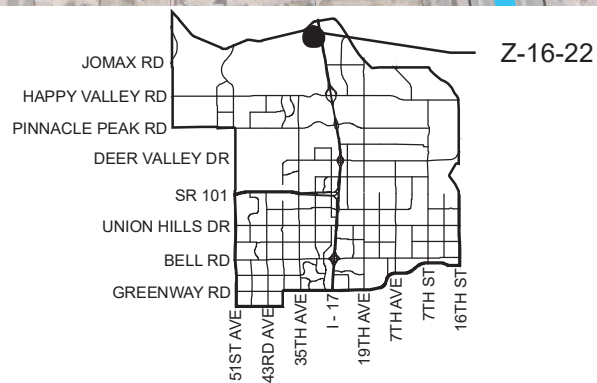 Z-16-22
JOMAX RD
HAPPY VALLEY RD
PINNACLE PEAK RD
DEER VALLEY DR
SR 101
UNION HILLS DR
BELL RD
GREENWAY RD
51ST AVE
43RD AVE
35TH AVE
I - 17
19TH AVE
7TH AVE
7TH ST
16TH ST